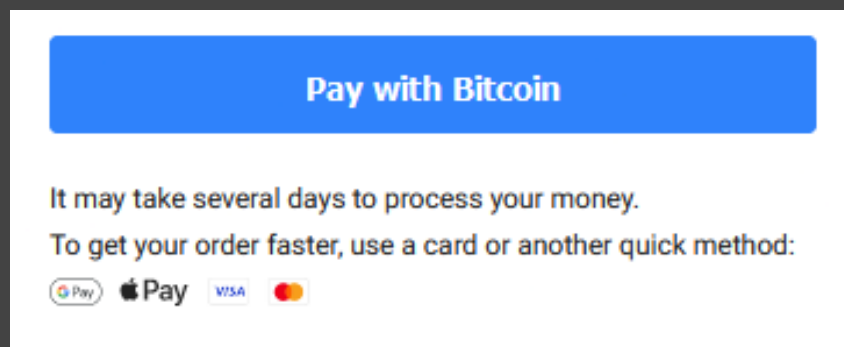 Pay with Bitcoin
It may take several days to process your money.
To get your order faster, use a card or another quick method:
G Pay Pay VISA